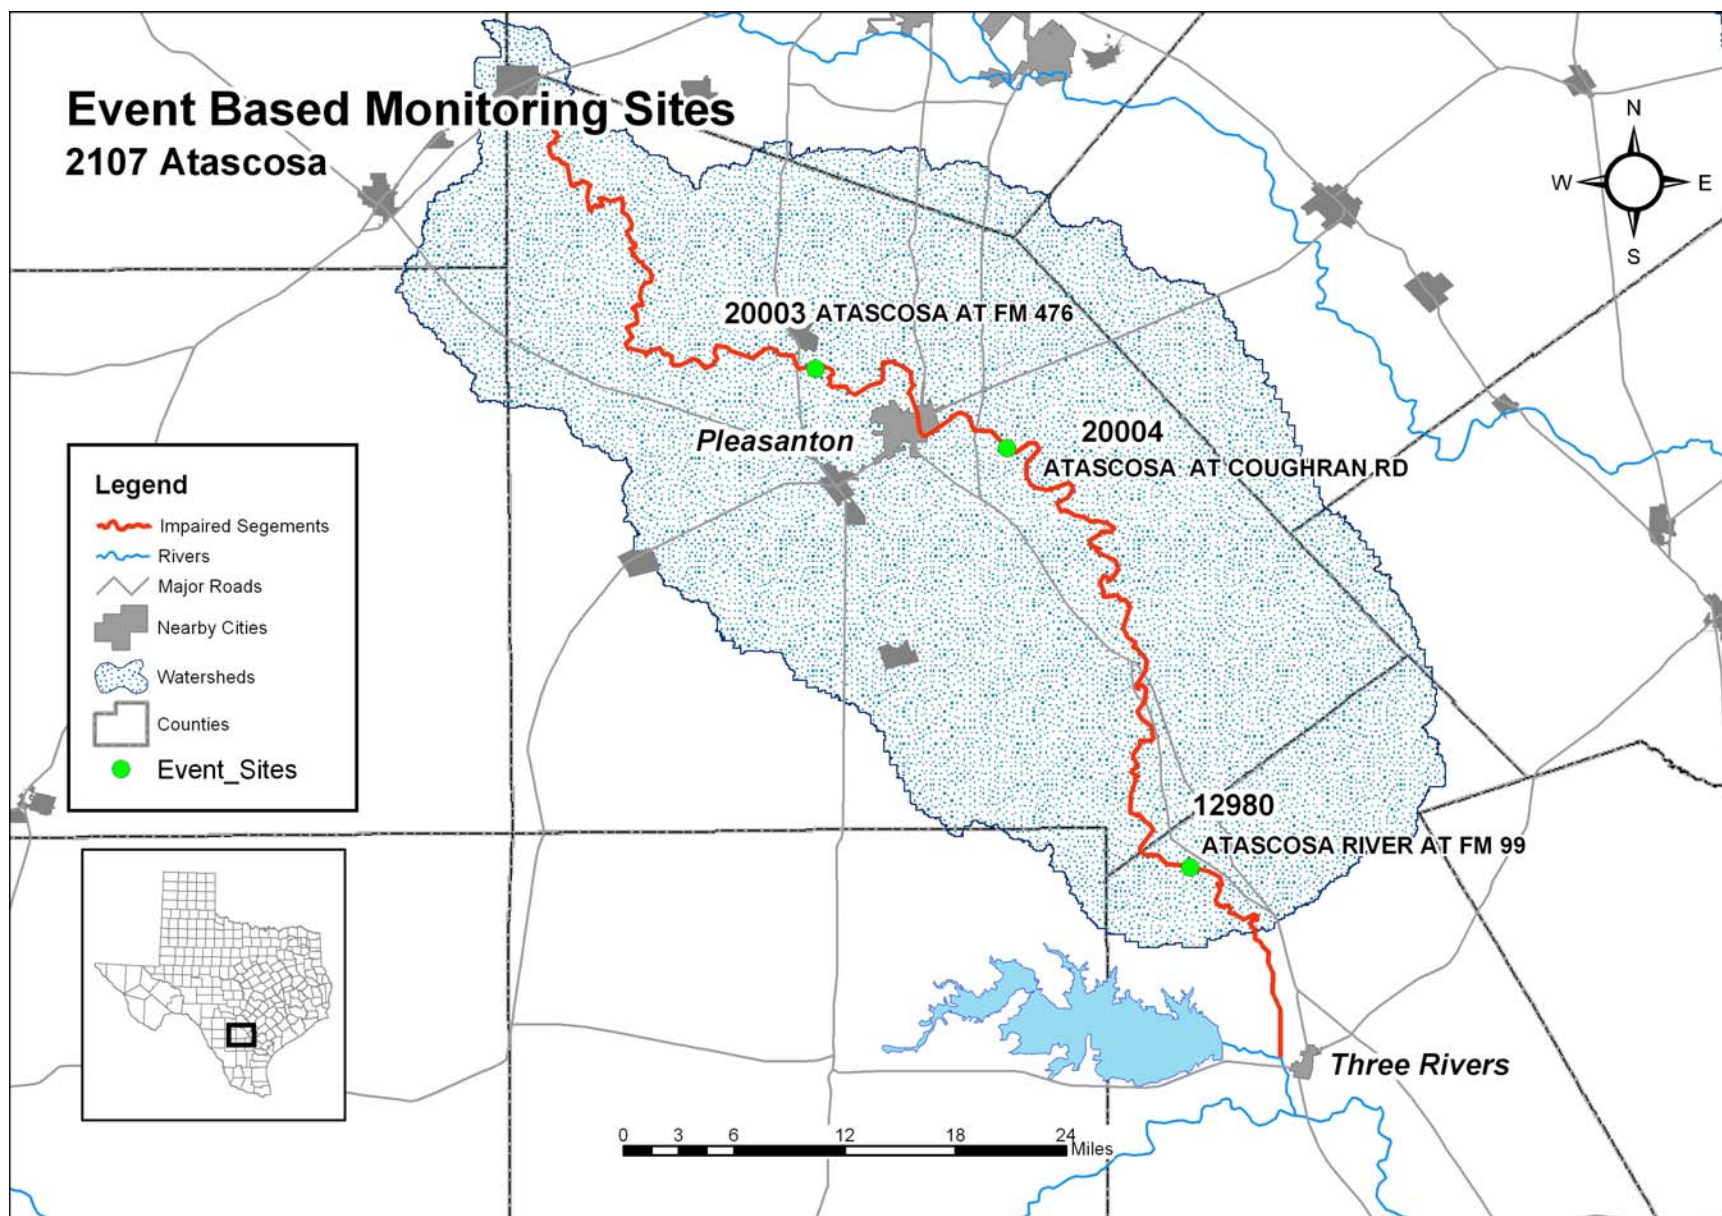 Event Based Monitoring Sites
2107 Atascosa
N
W E
S
20003 ATASCOSA AT FM 476
Pleasanton
20004
ATASCOSA AT COUGHRAN RD
Legend
Impaired Segements
Rivers
Major Roads
Nearby Cities
Watersheds
Counties
Event_Sites
12980
ATASCOSA RIVER AT FM 99
Three Rivers
0 3 6 12 18 24
Miles